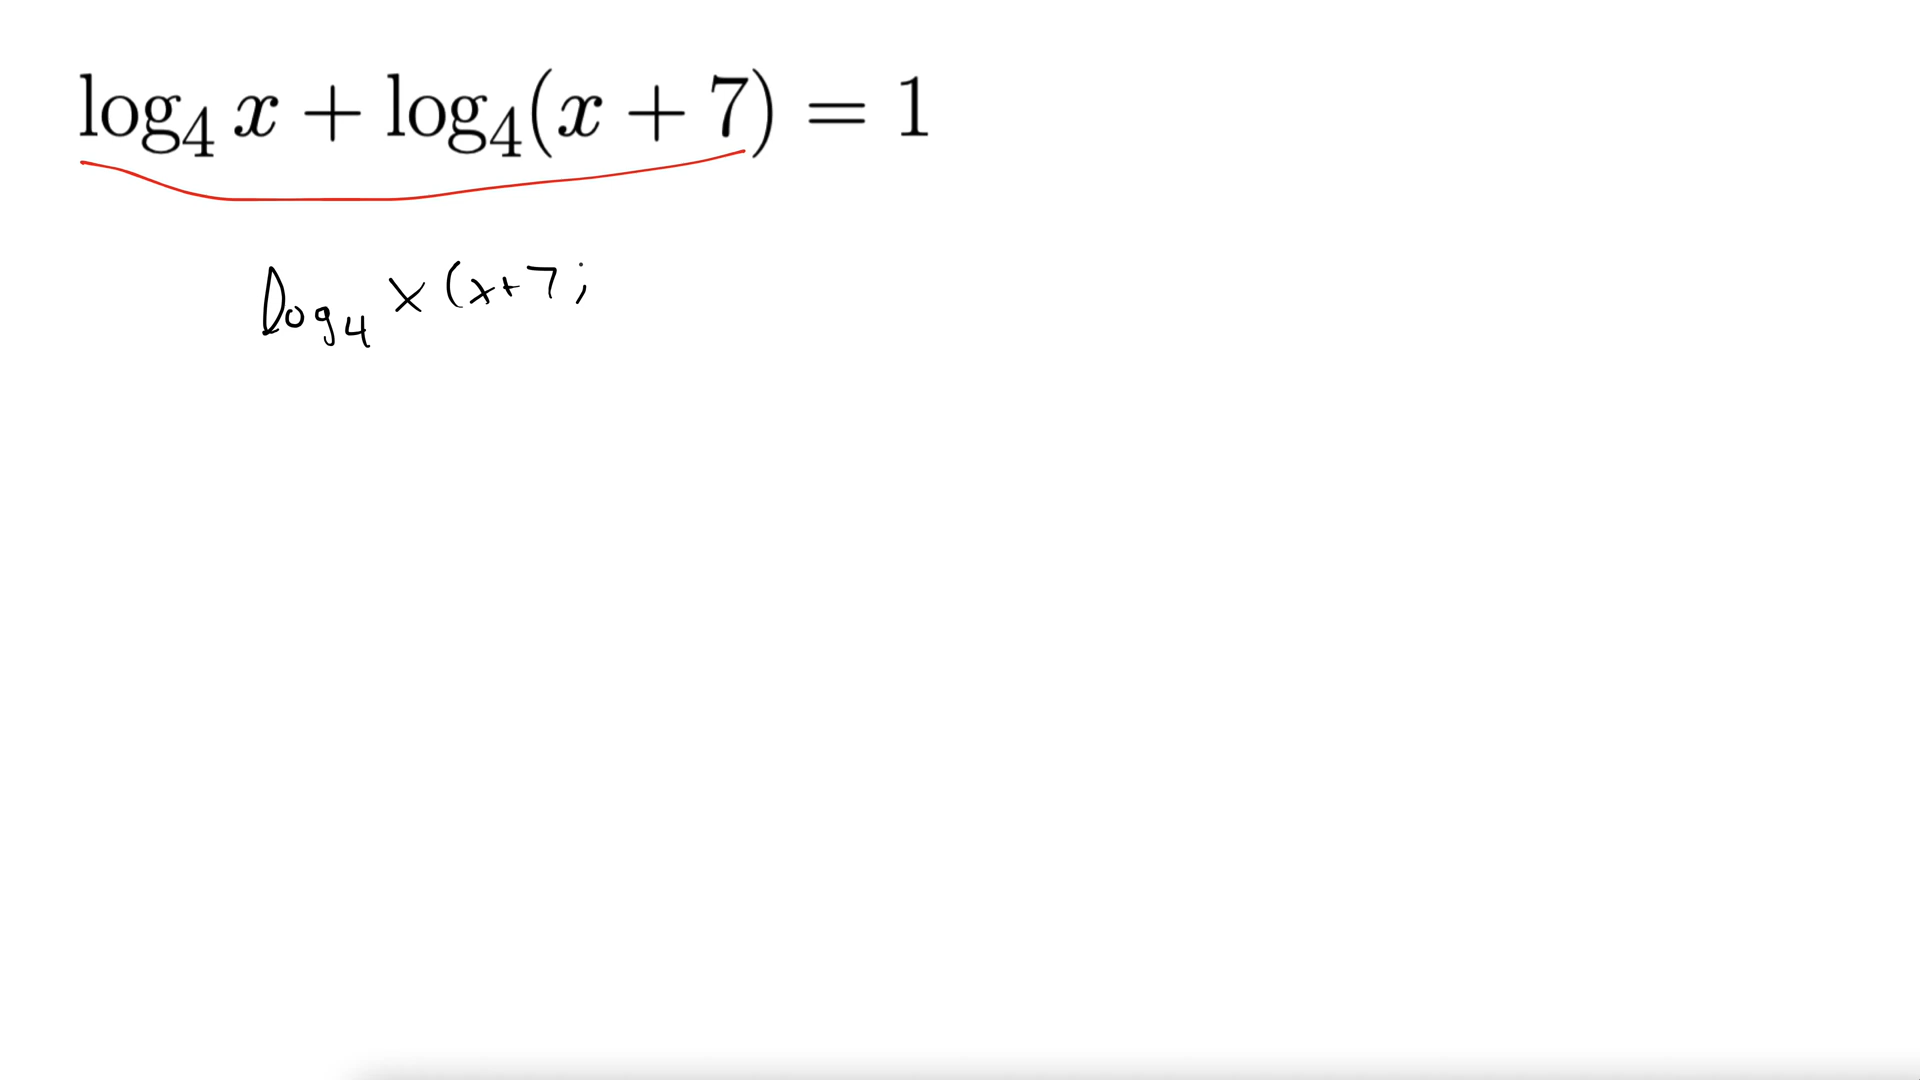 log₄ x + log₄(x + 7) = 1
log₄ x(x+7)